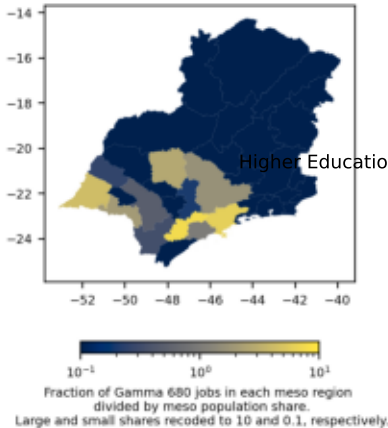 −14
−16
−18
−20
Higher Educatio
−22
−24
−52 −50 −48 −46 −44 −42 −40
10⁻¹ 10⁰ 10¹
Fraction of Gamma 680 jobs in each meso region
divided by meso population share.
Large and small shares recoded to 10 and 0.1, respectively